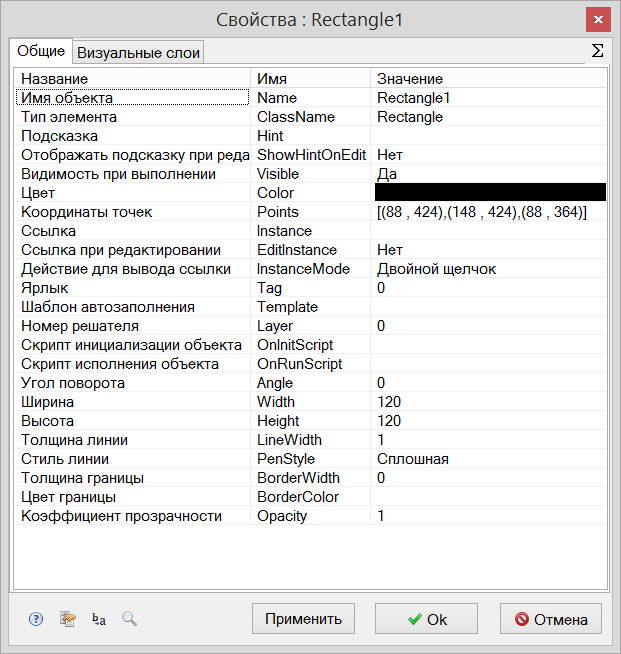 Свойства : Rectangle1
Общие Визуальные слои Σ
Название Имя Значение
Имя объекта Name Rectangle1
Тип элемента ClassName Rectangle
Подсказка Hint
Отображать подсказку при реда ShowHintOnEdit Нет
Видимость при выполнении Visible Да
Цвет Color
Координаты точек Points [(88 , 424),(148 , 424),(88 , 364)]
Ссылка Instance
Ссылка при редактировании EditInstance Нет
Действие для вывода ссылки InstanceMode Двойной щелчок
Ярлык Tag 0
Шаблон автозаполнения Template
Номер решателя Layer 0
Скрипт инициализации объекта OnInitScript
Скрипт исполнения объекта OnRunScript
Угол поворота Angle 0
Ширина Width 120
Высота Height 120
Толщина линии LineWidth 1
Стиль линии PenStyle Сплошная
Толщина границы BorderWidth 0
Цвет границы BorderColor
Коэффициент прозрачности Opacity 1
? ba Применить Ok Отмена